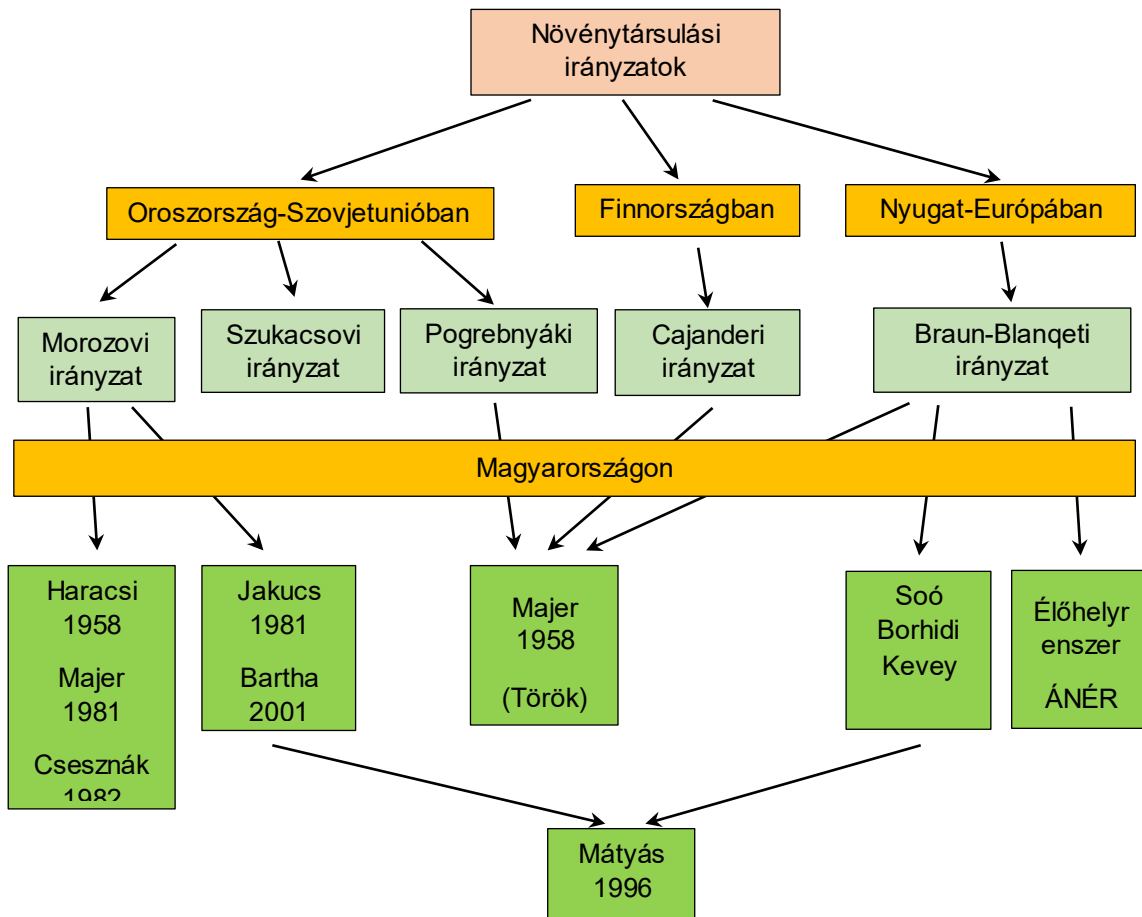 Növénytársulási
irányzatok
Oroszország-Szovjetunióban
Finnországban
Nyugat-Európában
Morozovi
irányzat
Szukacsovi
irányzat
Pogrebnyáki
irányzat
Cajanderi
irányzat
Braun-Blanqeti
irányzat
Magyarországon
Haracsi
1958
Majer
1981
Csesznák
1982
Jakucs
1981
Bartha
2001
Majer
1958
(Török)
Soó
Borhidi
Kevey
Élőhelyr
enszer
ÁNÉR
Mátyás
1996